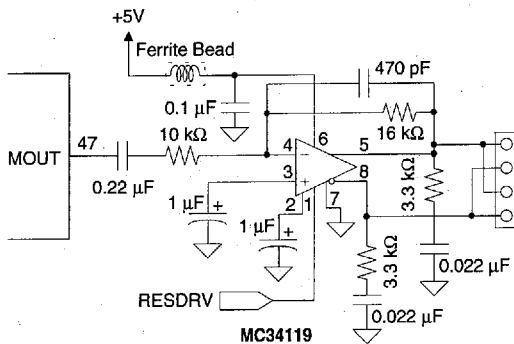 +5V
Ferrite Bead
470 pF
0.1 µF
16 kΩ
47
10 kΩ
MOUT
0.22 µF
4
6
5
3
8
1 µF
+
2
1
7
1 µF
+
−
+
3.3 kΩ
3.3 kΩ
0.022 µF
RESDRV
0.022 µF
MC34119